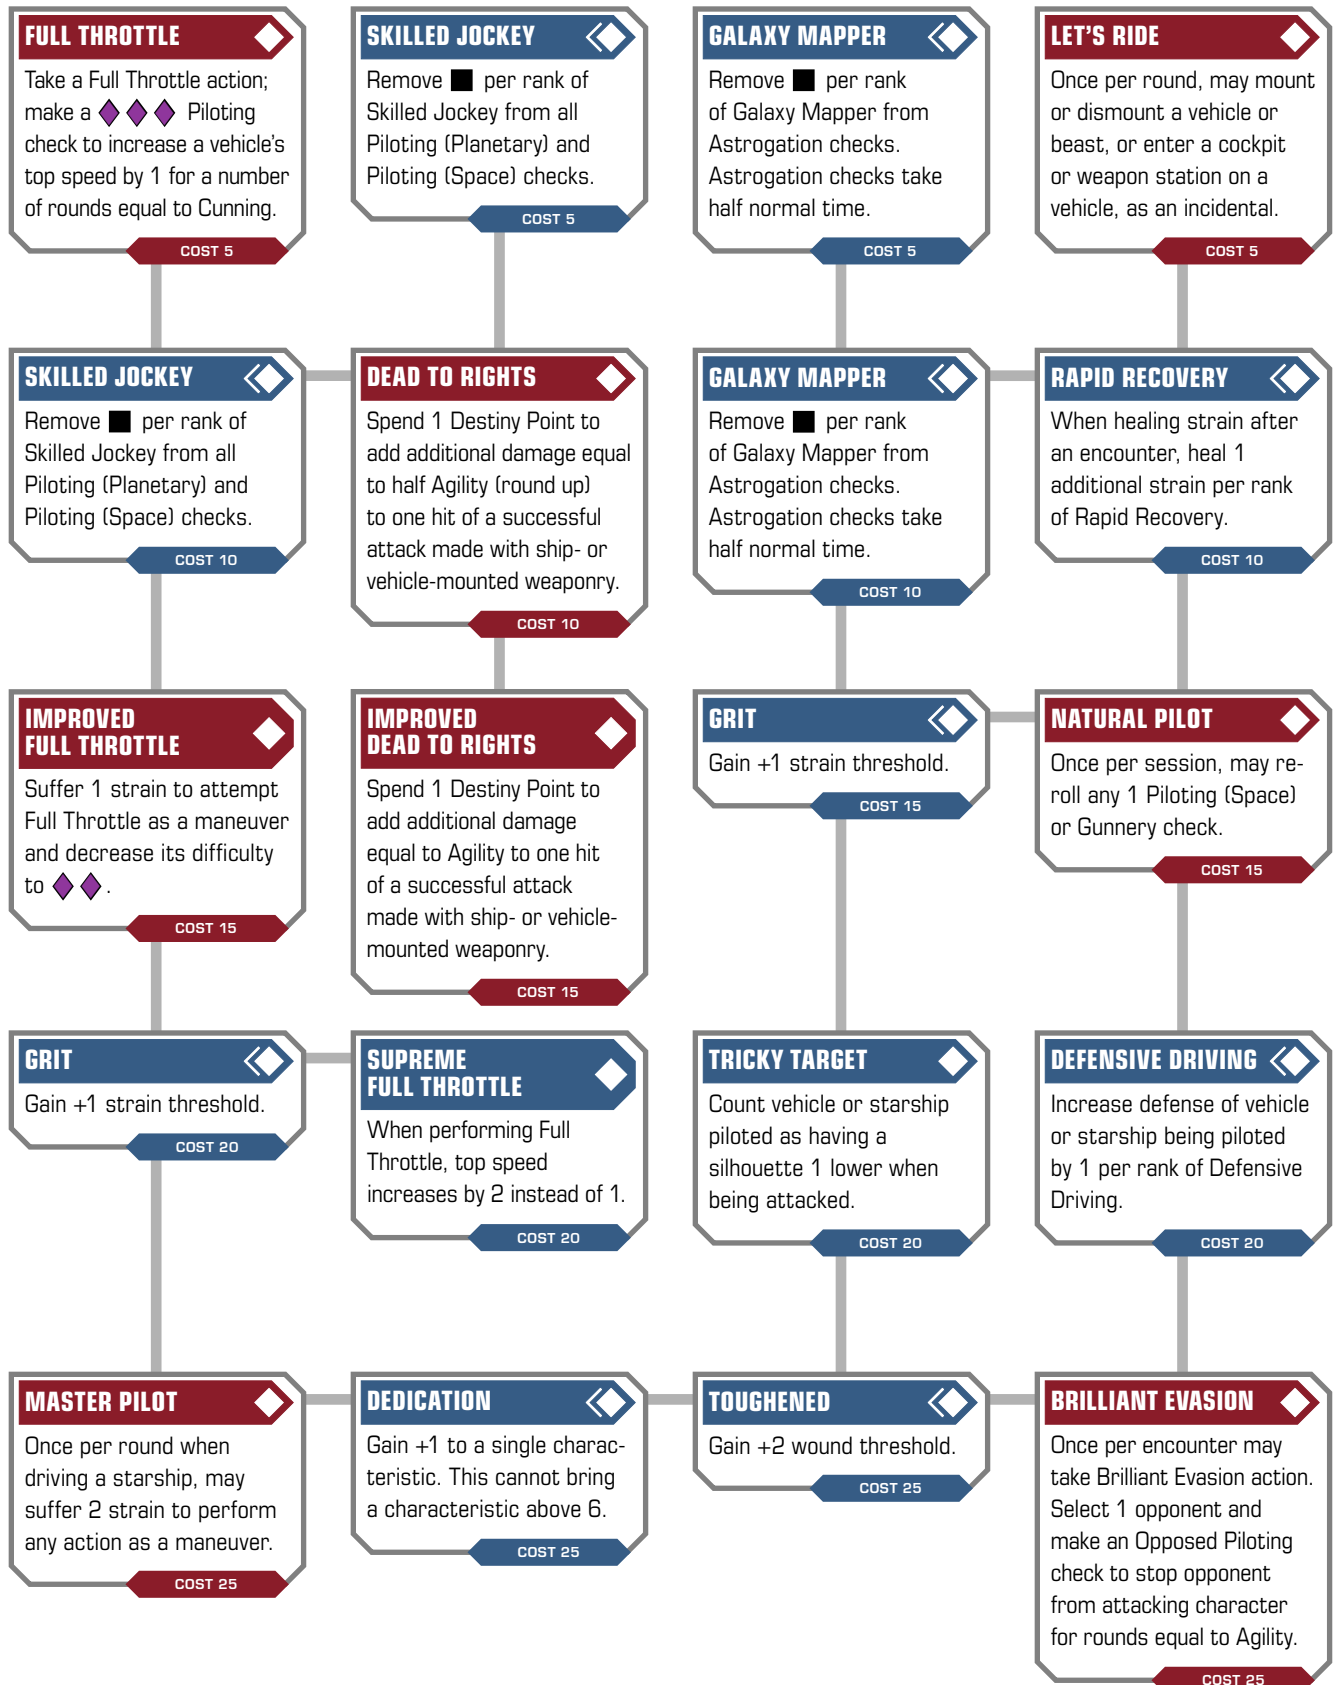 FULL THROTTLE
Take a Full Throttle action;
make a Piloting
check to increase a vehicle's
top speed by 1 for a number
of rounds equal to Cunning.
COST 5
SKILLED JOCKEY
Remove per rank of
Skilled Jockey from all
Piloting (Planetary) and
Piloting (Space) checks.
COST 5
GALAXY MAPPER
Remove per rank
of Galaxy Mapper from
Astrogation checks.
Astrogation checks take
half normal time.
COST 5
LET'S RIDE
Once per round, may mount
or dismount a vehicle or
beast, or enter a cockpit
or weapon station on a
vehicle, as an incidental.
COST 5
SKILLED JOCKEY
Remove per rank of
Skilled Jockey from all
Piloting (Planetary) and
Piloting (Space) checks.
COST 10
DEAD TO RIGHTS
Spend 1 Destiny Point to
add additional damage equal
to half Agility (round up)
to one hit of a successful
attack made with ship- or
vehicle-mounted weaponry.
COST 10
GALAXY MAPPER
Remove per rank
of Galaxy Mapper from
Astrogation checks.
Astrogation checks take
half normal time.
COST 10
RAPID RECOVERY
When healing strain after
an encounter, heal 1
additional strain per rank
of Rapid Recovery.
COST 10
IMPROVED
FULL THROTTLE
Suffer 1 strain to attempt
Full Throttle as a maneuver
and decrease its difficulty
to .
COST 15
IMPROVED
DEAD TO RIGHTS
Spend 1 Destiny Point to
add additional damage
equal to Agility to one hit
of a successful attack
made with ship- or vehicle-
mounted weaponry.
COST 15
GRIT
Gain +1 strain threshold.
COST 15
NATURAL PILOT
Once per session, may re-
roll any 1 Piloting (Space)
or Gunnery check.
COST 15
GRIT
Gain +1 strain threshold.
COST 20
SUPREME
FULL THROTTLE
When performing Full
Throttle, top speed
increases by 2 instead of 1.
COST 20
TRICKY TARGET
Count vehicle or starship
piloted as having a
silhouette 1 lower when
being attacked.
COST 20
DEFENSIVE DRIVING
Increase defense of vehicle
or starship being piloted
by 1 per rank of Defensive
Driving.
COST 20
MASTER PILOT
Once per round when
driving a starship, may
suffer 2 strain to perform
any action as a maneuver.
COST 25
DEDICATION
Gain +1 to a single charac-
teristic. This cannot bring
a characteristic above 6.
COST 25
TOUGHENED
Gain +2 wound threshold.
COST 25
BRILLIANT EVASION
Once per encounter may
take Brilliant Evasion action.
Select 1 opponent and
make an Opposed Piloting
check to stop opponent
from attacking character
for rounds equal to Agility.
COST 25